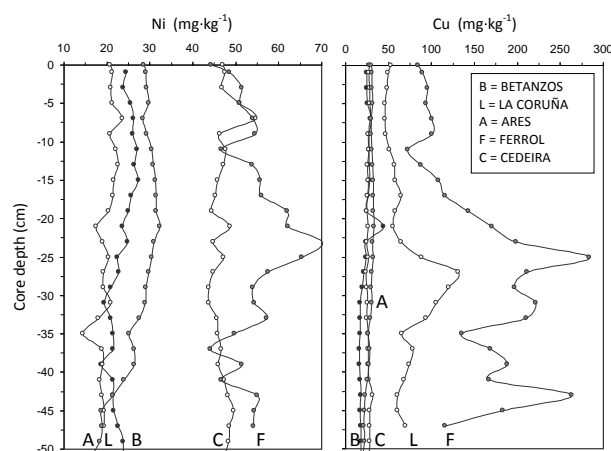 Ni (mg·kg-1)
Cu (mg·kg-1)
10 20 30 40 50 60 70
0 50 100 150 200 250 300
Core depth (cm)
0
-5
-10
-15
-20
-25
-30
-35
-40
-45
-50
B = BETANZOS
L = LA CORUÑA
A = ARES
F = FERROL
C = CEDEIRA
A
A L B C F
B C L F